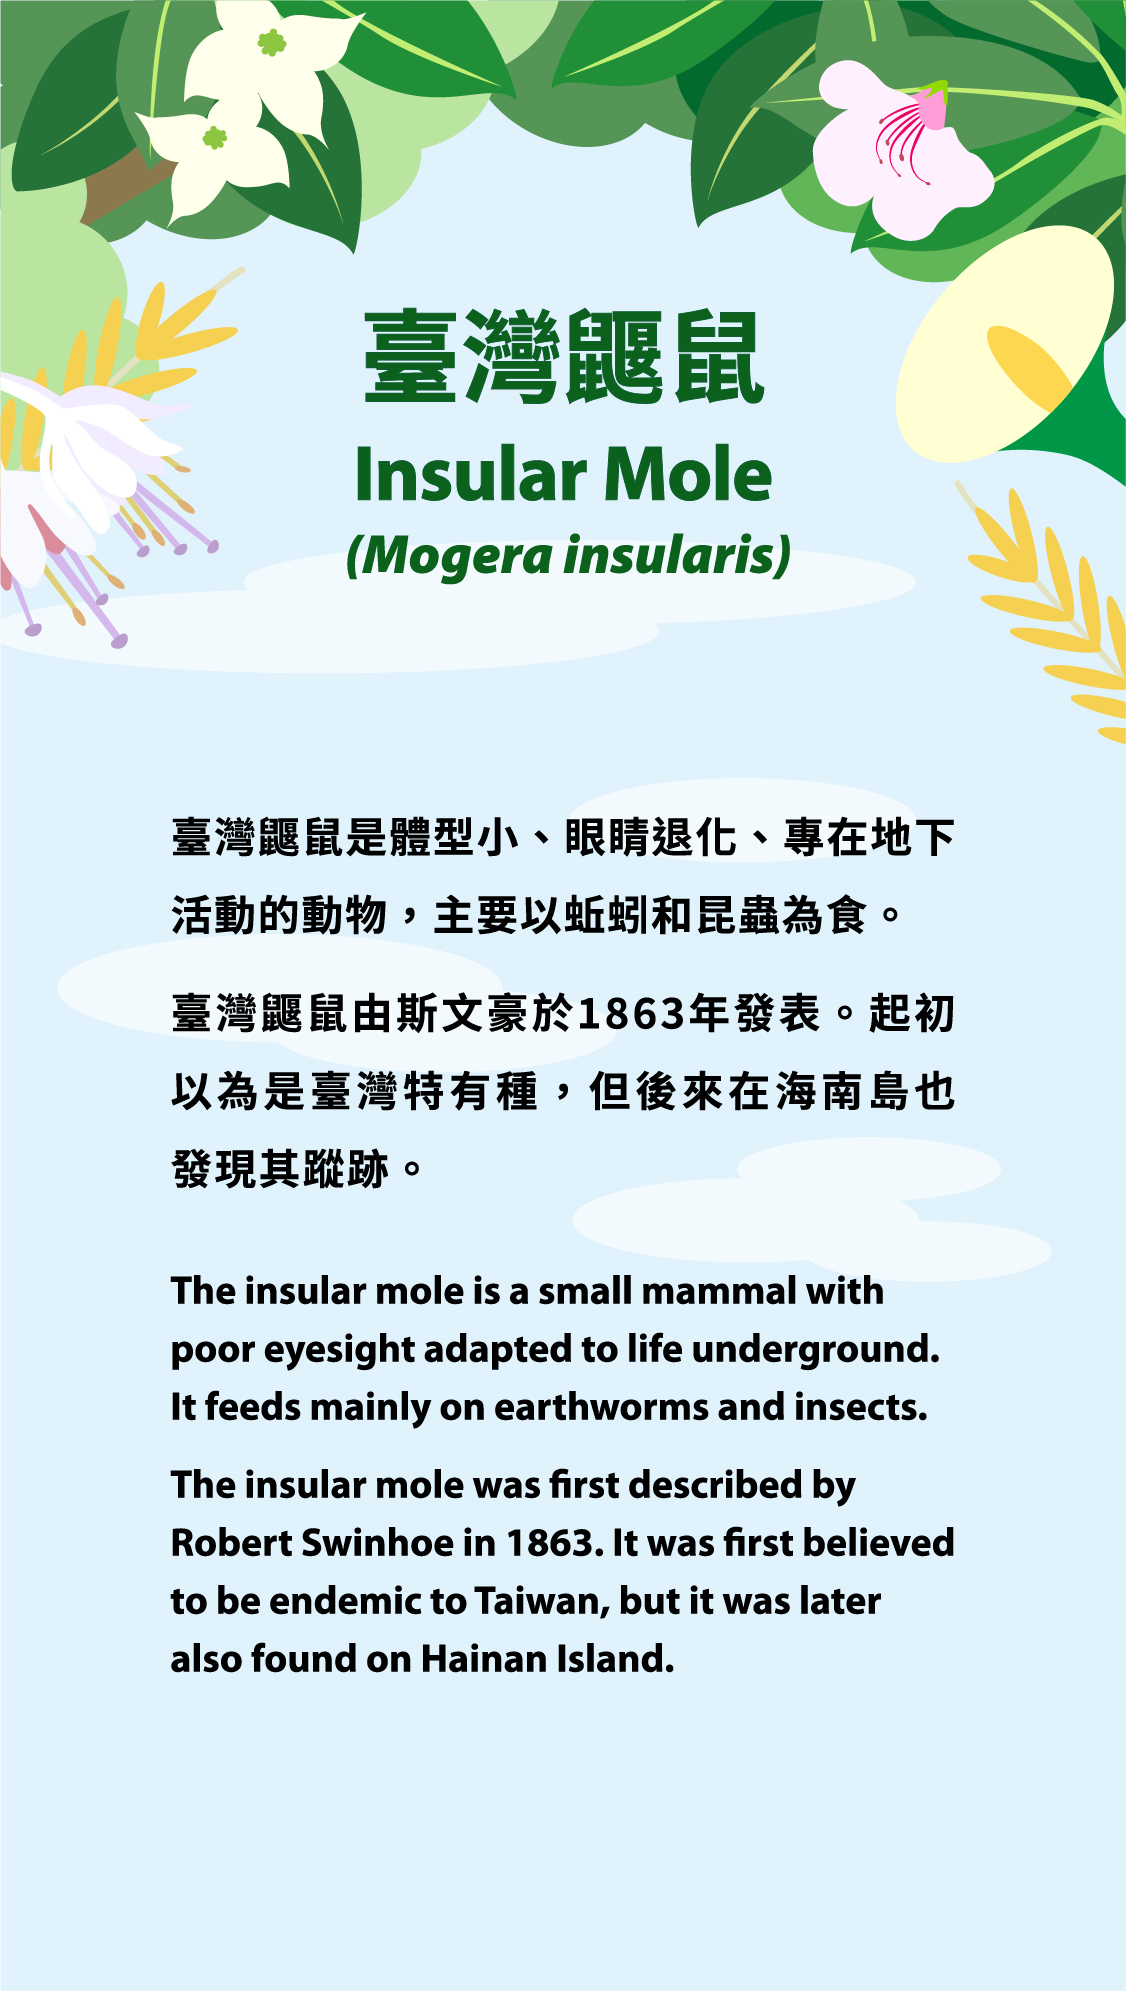 臺灣鼴鼠
Insular Mole
(Mogera insularis)
臺灣鼴鼠是體型小、眼睛退化、專在地下
活動的動物，主要以蚯蚓和昆蟲為食。
臺灣鼴鼠由斯文豪於1863年發表。起初
以為是臺灣特有種，但後來在海南島也
發現其蹤跡。
The insular mole is a small mammal with
poor eyesight adapted to life underground.
It feeds mainly on earthworms and insects.
The insular mole was first described by
Robert Swinhoe in 1863. It was first believed
to be endemic to Taiwan, but it was later
also found on Hainan Island.